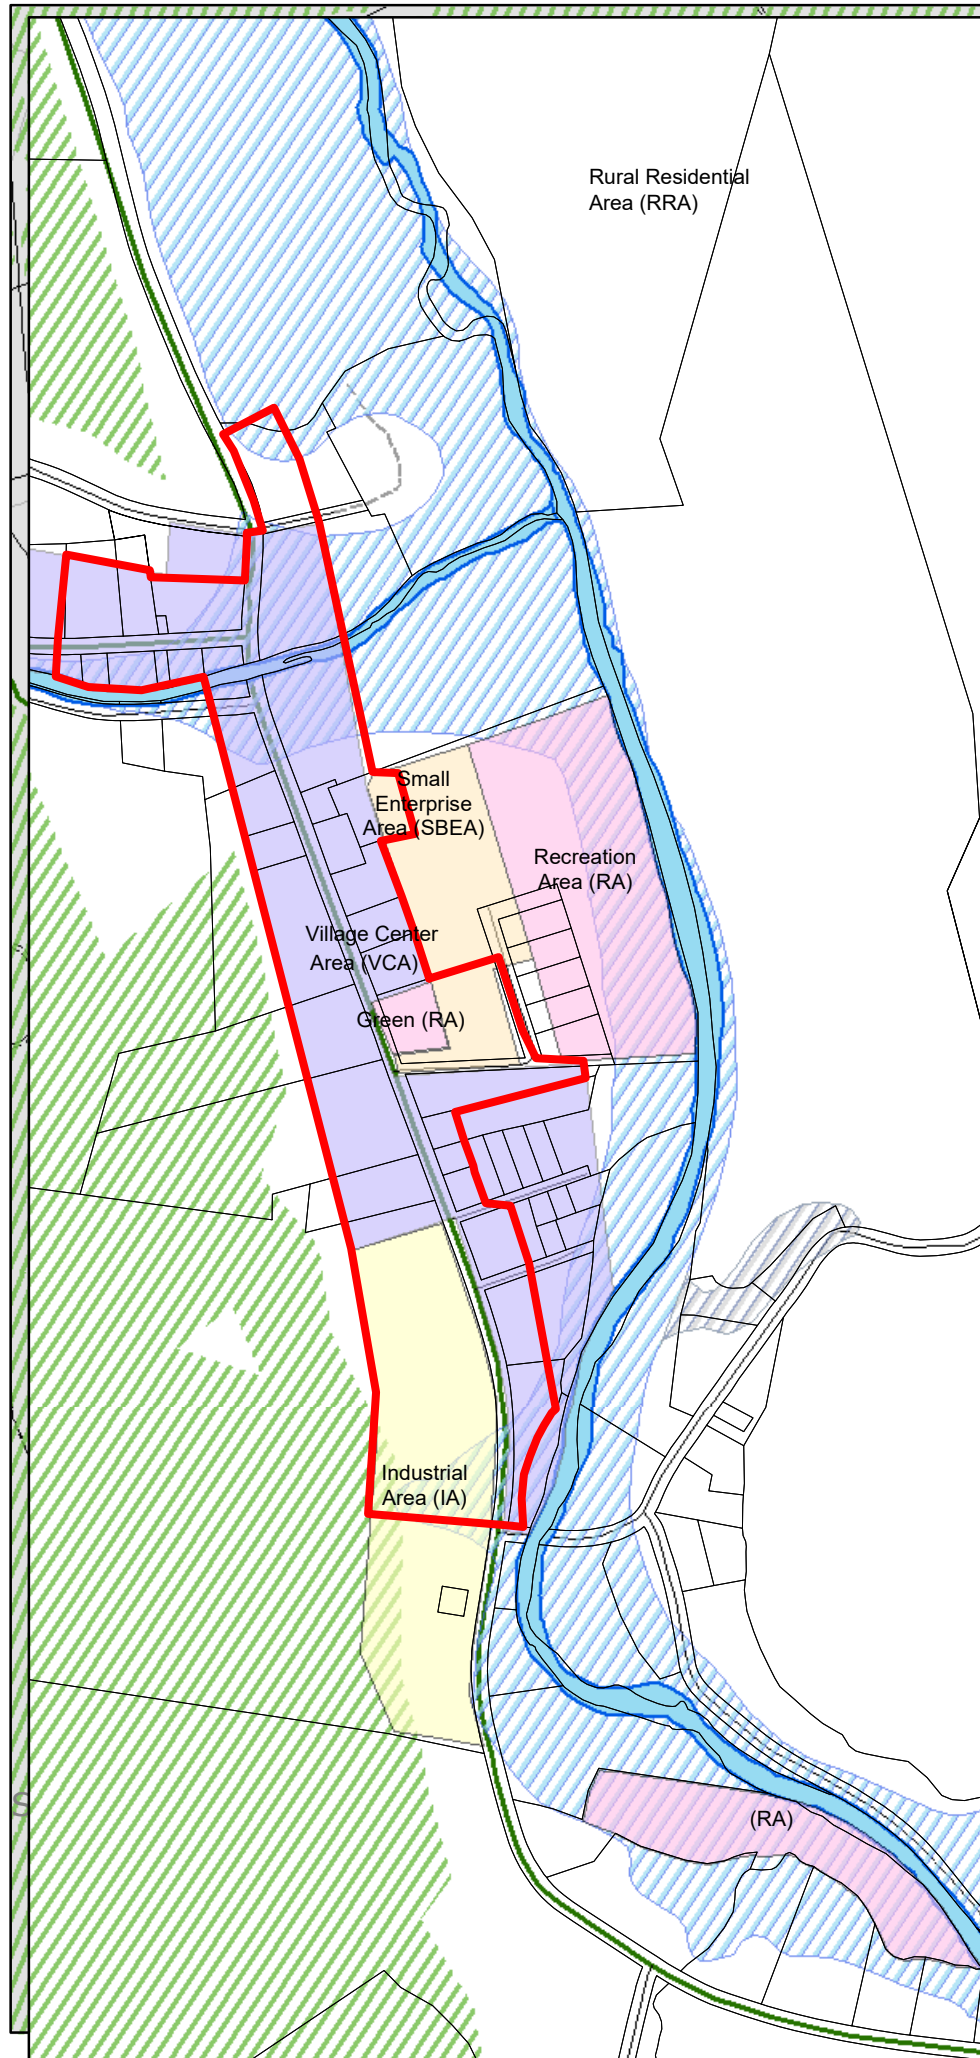 Rural Residential
Area (RRA)
Small
Enterprise
Area (SBEA)
Recreation
Area (RA)
Village Center
Area (VCA)
Green (RA)
Industrial
Area (IA)
(RA)
S